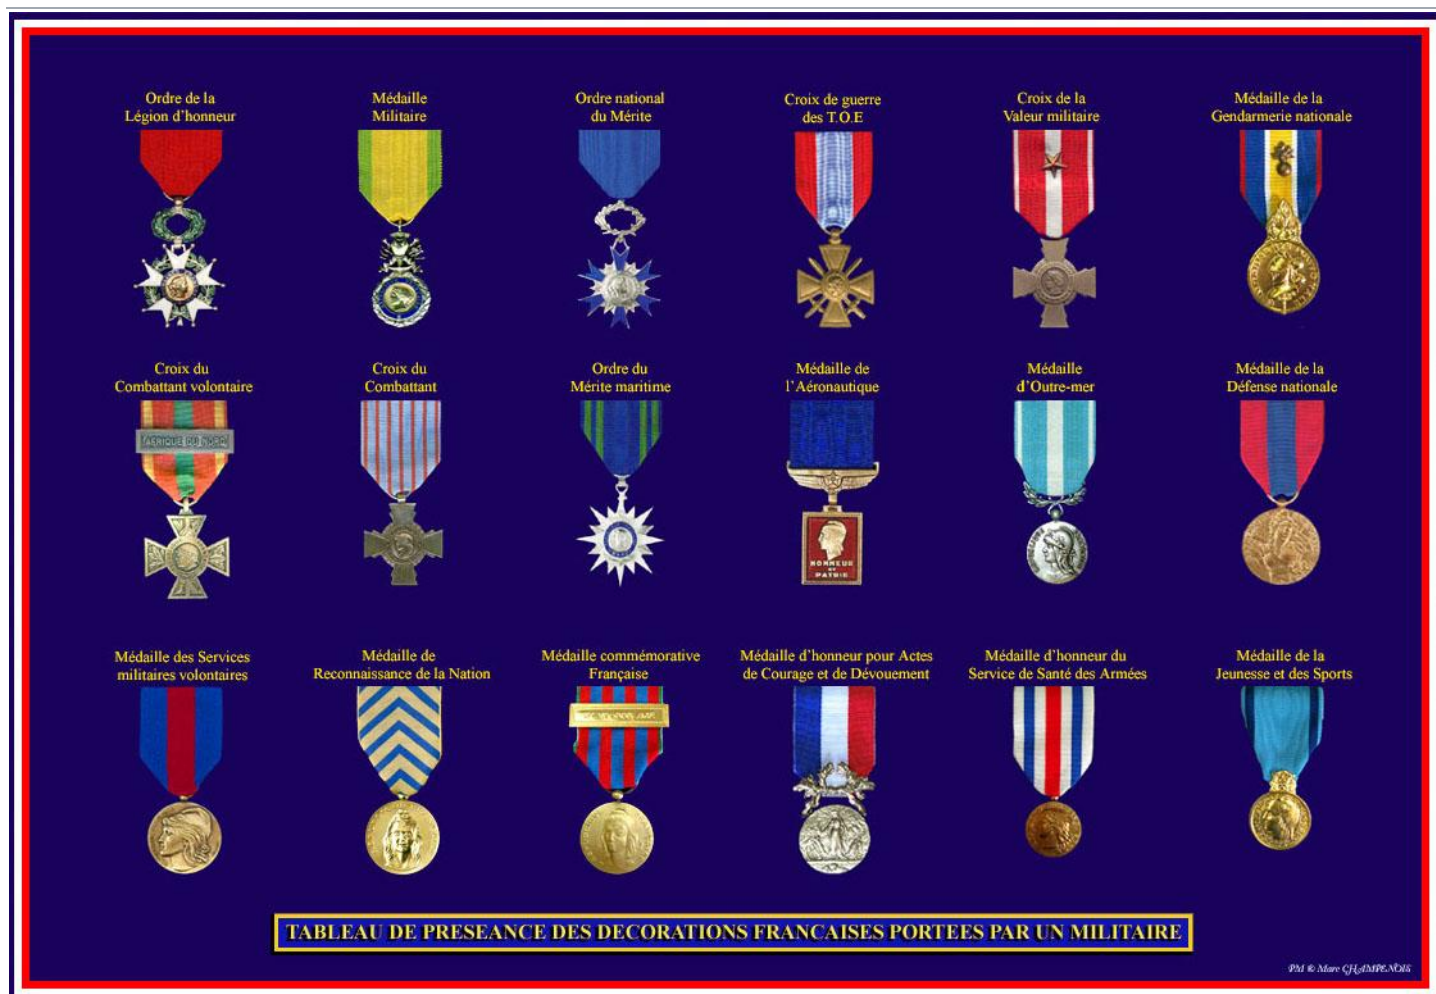 Ordre de la
Légion d'honneur
Médaille
Militaire
Ordre national
du Mérite
Croix de guerre
des T.O.E
Croix de la
Valeur militaire
Médaille de la
Gendarmerie nationale
Croix du
Combattant volontaire
AFRIQUE DU NORD
Croix du
Combattant
Ordre du
Mérite maritime
Médaille de
l'Aéronautique
HONNEUR
ET
PATRIE
Médaille
d'Outre-mer
Médaille de la
Défense nationale
Médaille des Services
militaires volontaires
Médaille de
Reconnaissance de la Nation
Médaille commémorative
Française
Médaille d'honneur pour Actes
de Courage et de Dévouement
Médaille d'honneur du
Service de Santé des Armées
Médaille de la
Jeunesse et des Sports
TABLEAU DE PRESEANCE DES DECORATIONS FRANÇAISES PORTEES PAR UN MILITAIRE
PM © Marc CHAMPENOIS